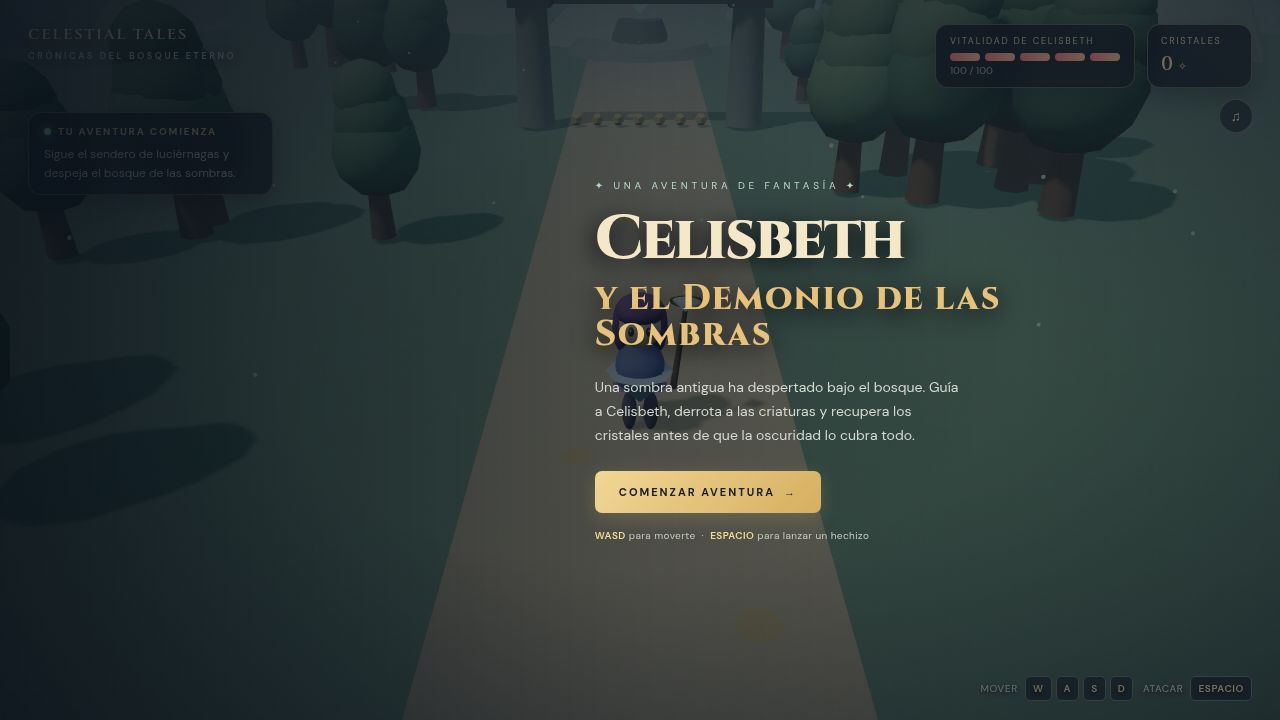 CELESTIAL TALES
CRÓNICAS DEL BOSQUE ETERNO
VITALIDAD DE CELISBETH
100 / 100
CRISTALES
0 ✧
♫
TU AVENTURA COMIENZA
Sigue el sendero de luciérnagas y
despeja el bosque de las sombras.
✦ UNA AVENTURA DE FANTASÍA ✦
CELISBETH
Y EL DEMONIO DE LAS
SOMBRAS
Una sombra antigua ha despertado bajo el bosque. Guía
a Celisbeth, derrota a las criaturas y recupera los
cristales antes de que la oscuridad lo cubra todo.
COMENZAR AVENTURA →
WASD para moverte · ESPACIO para lanzar un hechizo
MOVER W A S D ATACAR ESPACIO